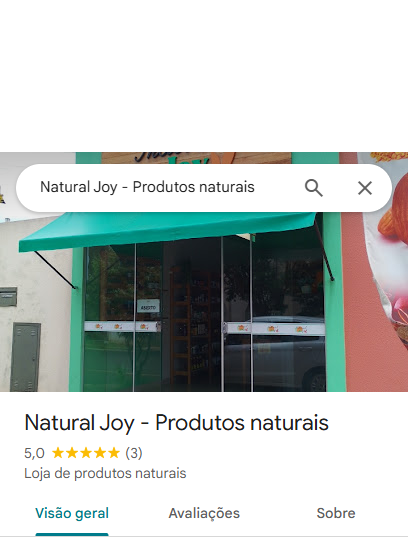 Natural Joy - Produtos naturais
ABERTO
Natural Joy - Produtos naturais
5,0 ★★★★★ (3)
Loja de produtos naturais
Visão geral Avaliações Sobre